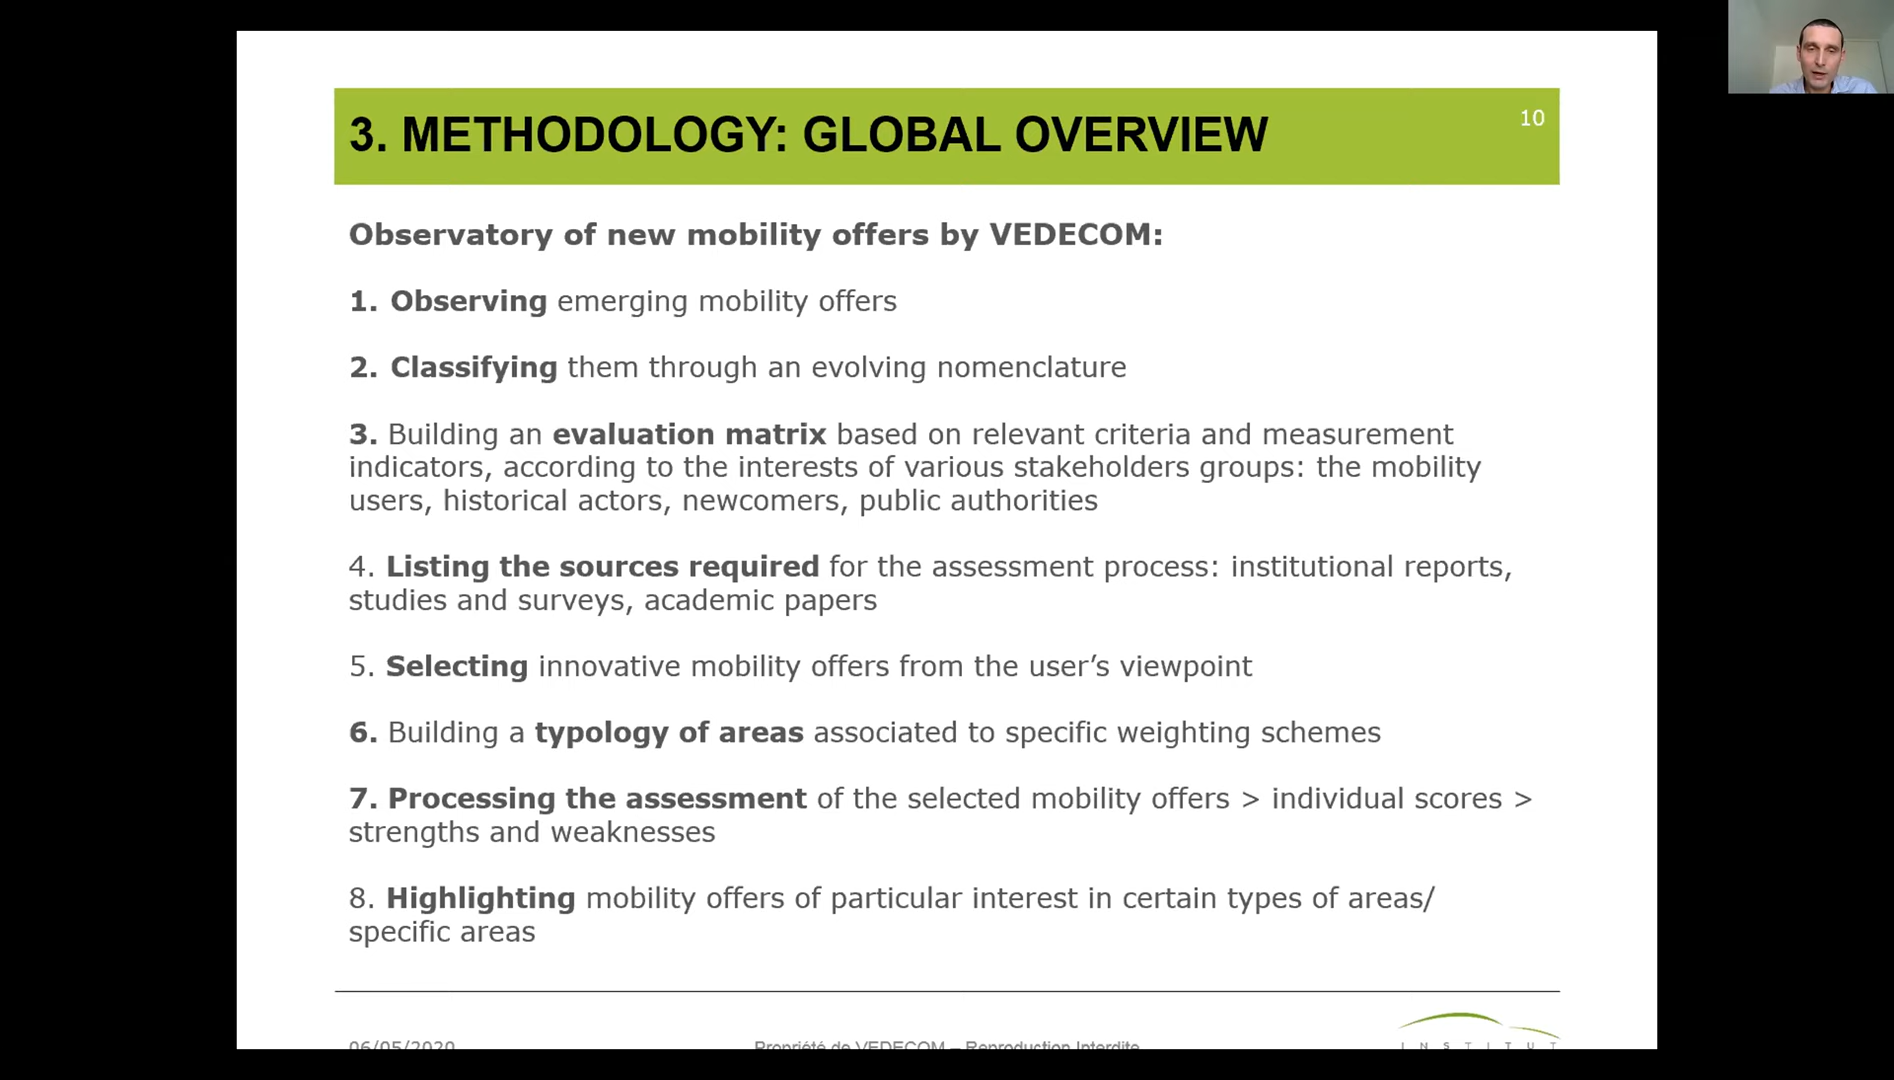 3. METHODOLOGY: GLOBAL OVERVIEW
10
Observatory of new mobility offers by VEDECOM:
1. Observing emerging mobility offers
2. Classifying them through an evolving nomenclature
3. Building an evaluation matrix based on relevant criteria and measurement
indicators, according to the interests of various stakeholders groups: the mobility
users, historical actors, newcomers, public authorities
4. Listing the sources required for the assessment process: institutional reports,
studies and surveys, academic papers
5. Selecting innovative mobility offers from the user’s viewpoint
6. Building a typology of areas associated to specific weighting schemes
7. Processing the assessment of the selected mobility offers > individual scores >
strengths and weaknesses
8. Highlighting mobility offers of particular interest in certain types of areas/
specific areas
06/05/2020
Propriété de VEDECOM – Reproduction Interdite
INSTITUT